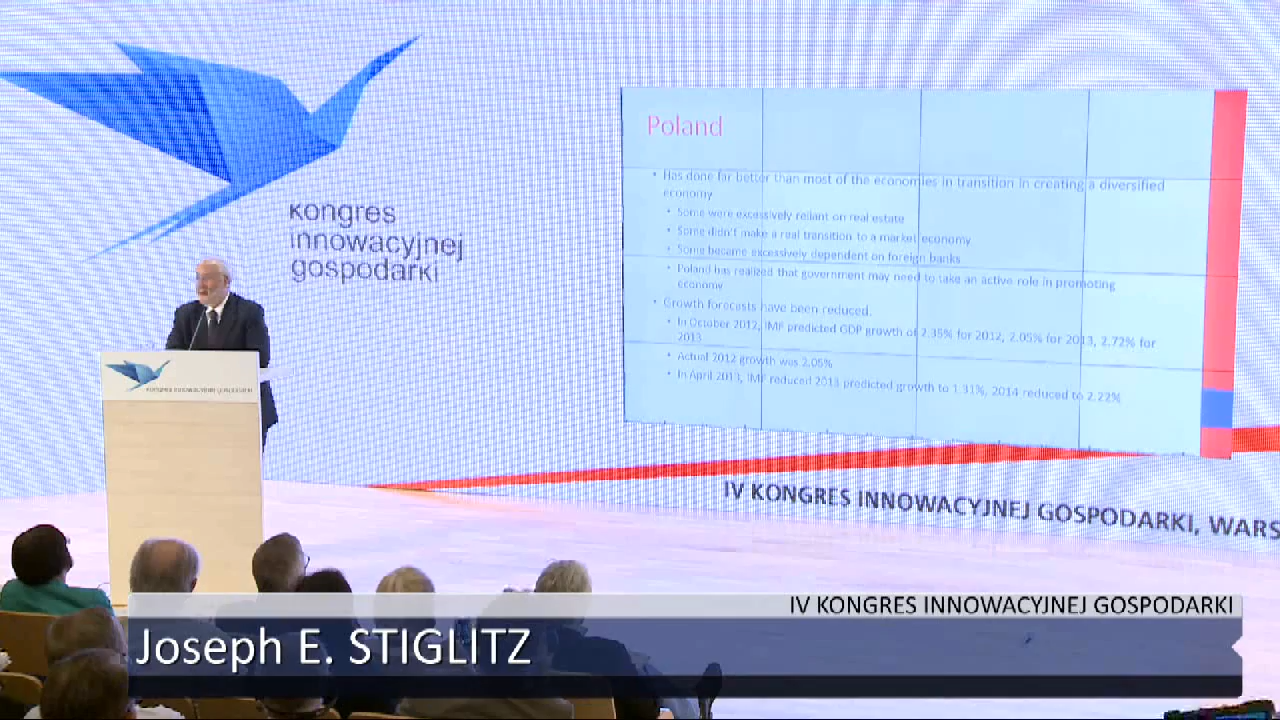 kongres
innowacyjnej
gospodarki
Poland
• Has done far better than most of the economies in transition in creating a diversified
economy
• Some were excessively reliant on real estate
• Some didn't make a real transition to a market economy
• Some became excessively dependent on foreign banks
• Poland has realized that government may need to take an active role in promoting
economy
• Growth forecasts have been reduced.
• In October 2012, IMF predicted GDP growth of 2.35% for 2012, 2.05% for 2013, 2.72% for
2013
• Actual 2012 growth was 2.05%
• In April 2013, IMF reduced 2013 predicted growth to 1.31%, 2014 reduced to 2.22%
KONGRES INNOWACYJNEJ GOSPODARKI
IV KONGRES INNOWACYJNEJ GOSPODARKI, WARS
IV KONGRES INNOWACYJNEJ GOSPODARKI
Joseph E. STIGLITZ